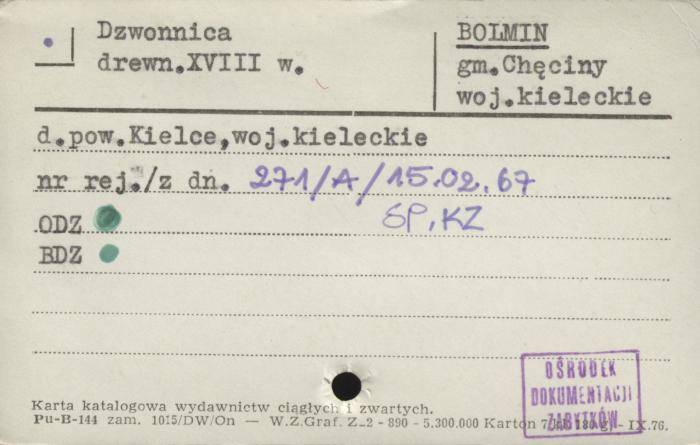 Dzwonnica
drewn.XVIII w.
BOLMIN
gm.Chęciny
woj.kieleckie
d.pow.Kielce,woj.kieleckie
nr rej./z dn. 271/A/15.02.67
ODZ SP, KZ
BDZ
OŚRODEK
DOKUMENTACJI
ZABYTKÓW
Karta katalogowa wydawnictw ciągłych i zwartych.
Pu-B-144 zam. 1015/DW/On — W.Z.Graf. Z-2 - 890 - 5.300.000 Karton IX.76.